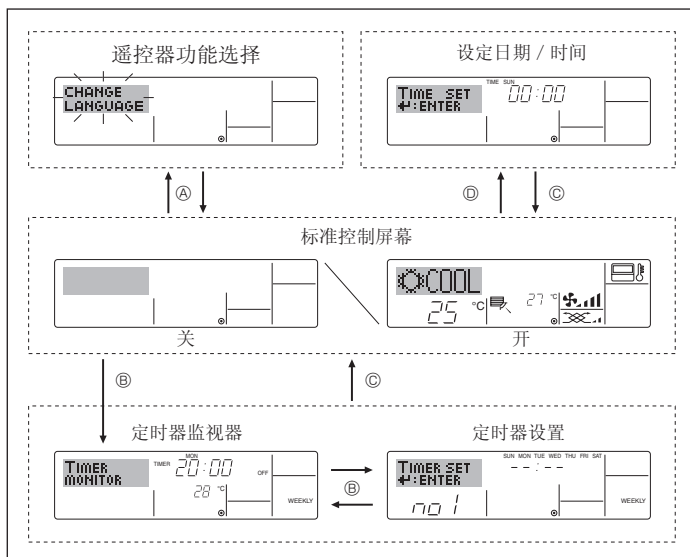 遥控器功能选择
CHANGE
LANGUAGE
设定日期 / 时间
TIME SET
↵:ENTER
TIME SUN
00:00
Ⓐ
Ⓓ
Ⓒ
标准控制屏幕
关
COOL
25 °C
27 °C
开
Ⓑ
Ⓒ
定时器监视器
TIMER
MONITOR
TIMER
MON
20:00
OFF
28 °C
WEEKLY
Ⓑ
定时器设置
TIMER SET
↵:ENTER
SUN MON TUE WED THU FRI SAT
--:--
no 1
WEEKLY